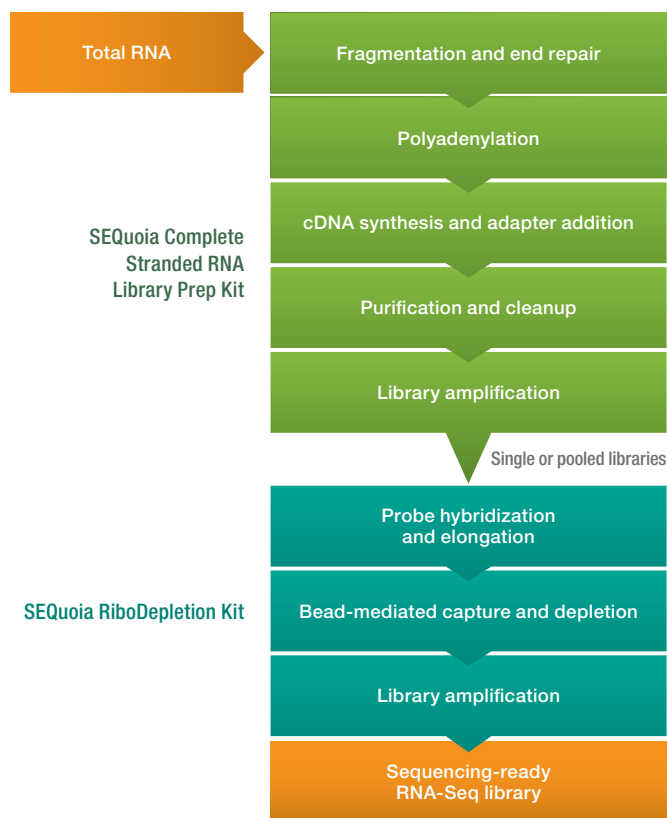 Total RNA
Fragmentation and end repair
Polyadenylation
cDNA synthesis and adapter addition
SEQuoia Complete
Stranded RNA
Library Prep Kit
Purification and cleanup
Library amplification
Single or pooled libraries
Probe hybridization
and elongation
SEQuoia RiboDepletion Kit
Bead-mediated capture and depletion
Library amplification
Sequencing-ready
RNA-Seq library